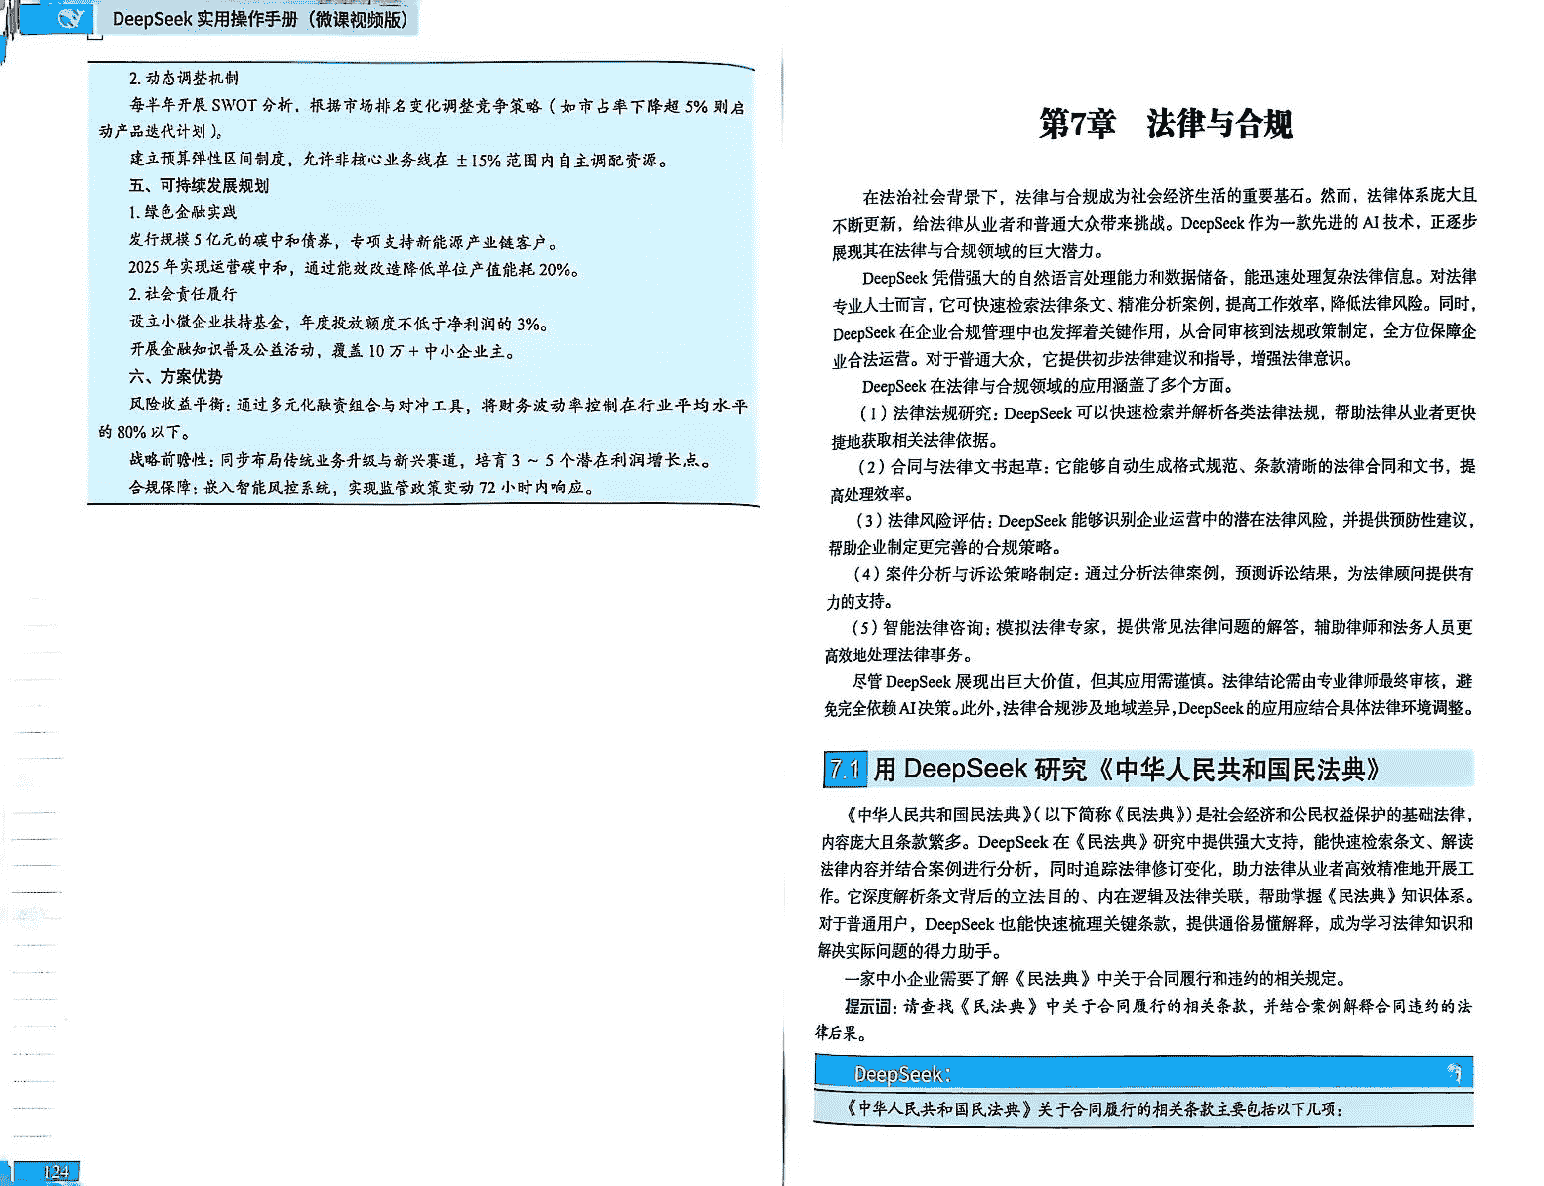 DeepSeek 实用操作手册（微课视频版）
2. 动态调整机制
每半年开展 SWOT 分析，根据市场排名变化调整竞争策略（如市占率下降超 5% 则启
动产品迭代计划）。
建立预算弹性区间制度，允许非核心业务线在 ±15% 范围内自主调配资源。
五、可持续发展规划
1. 绿色金融实践
发行规模 5 亿元的碳中和债券，专项支持新能源产业链客户。
2025 年实现运营碳中和，通过能效改造降低单位产值能耗 20%。
2. 社会责任履行
设立小微企业扶持基金，年度投放额度不低于净利润的 3%。
开展金融知识普及公益活动，覆盖 10 万 + 中小企业主。
六、方案优势
风险收益平衡：通过多元化融资组合与对冲工具，将财务波动率控制在行业平均水平
的 80% 以下。
战略前瞻性：同步布局传统业务升级与新兴赛道，培育 3 ～ 5 个潜在利润增长点。
合规保障：嵌入智能风控系统，实现监管政策变动 72 小时内响应。
124
第7章 法律与合规
在法治社会背景下，法律与合规成为社会经济生活的重要基石。然而，法律体系庞大且
不断更新，给法律从业者和普通大众带来挑战。DeepSeek 作为一款先进的 AI 技术，正逐步
展现其在法律与合规领域的巨大潜力。
DeepSeek 凭借强大的自然语言处理能力和数据储备，能迅速处理复杂法律信息。对法律
专业人士而言，它可快速检索法律条文、精准分析案例，提高工作效率，降低法律风险。同时，
DeepSeek 在企业合规管理中也发挥着关键作用，从合同审核到法规政策制定，全方位保障企
业合法运营。对于普通大众，它提供初步法律建议和指导，增强法律意识。
DeepSeek 在法律与合规领域的应用涵盖了多个方面。
（1）法律法规研究：DeepSeek 可以快速检索并解析各类法律法规，帮助法律从业者更快
捷地获取相关法律依据。
（2）合同与法律文书起草：它能够自动生成格式规范、条款清晰的法律合同和文书，提
高处理效率。
（3）法律风险评估：DeepSeek 能够识别企业运营中的潜在法律风险，并提供预防性建议，
帮助企业制定更完善的合规策略。
（4）案件分析与诉讼策略制定：通过分析法律案例，预测诉讼结果，为法律顾问提供有
力的支持。
（5）智能法律咨询：模拟法律专家，提供常见法律问题的解答，辅助律师和法务人员更
高效地处理法律事务。
尽管 DeepSeek 展现出巨大价值，但其应用需谨慎。法律结论需由专业律师最终审核，避
免完全依赖 AI 决策。此外，法律合规涉及地域差异，DeepSeek 的应用应结合具体法律环境调整。
7.1 用 DeepSeek 研究《中华人民共和国民法典》
《中华人民共和国民法典》（以下简称《民法典》）是社会经济和公民权益保护的基础法律，
内容庞大且条款繁多。DeepSeek 在《民法典》研究中提供强大支持，能快速检索条文、解读
法律内容并结合案例进行分析，同时追踪法律修订变化，助力法律从业者高效精准地开展工
作。它深度解析条文背后的立法目的、内在逻辑及法律关联，帮助掌握《民法典》知识体系。
对于普通用户，DeepSeek 也能快速梳理关键条款，提供通俗易懂解释，成为学习法律知识和
解决实际问题的得力助手。
一家中小企业需要了解《民法典》中关于合同履行和违约的相关规定。
提示词：请查找《民法典》中关于合同履行的相关条款，并结合案例解释合同违约的法
律后果。
DeepSeek：
《中华人民共和国民法典》关于合同履行的相关条款主要包括以下几项：